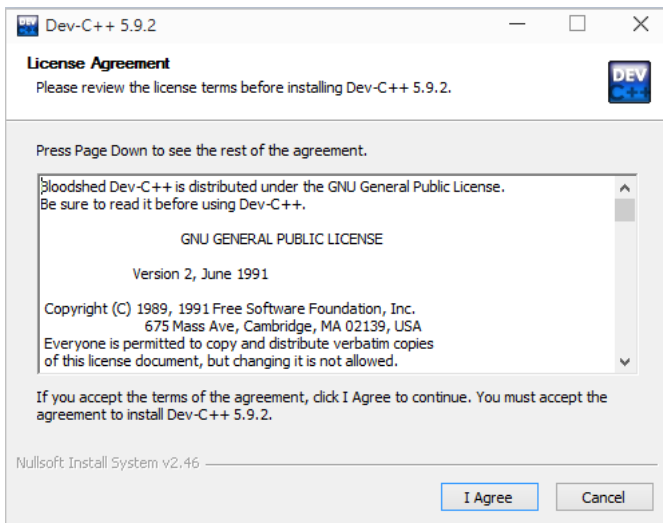 Dev-C++ 5.9.2
License Agreement
Please review the license terms before installing Dev-C++ 5.9.2.
DEV
C++
Press Page Down to see the rest of the agreement.
Bloodshed Dev-C++ is distributed under the GNU General Public License.
Be sure to read it before using Dev-C++.
GNU GENERAL PUBLIC LICENSE
Version 2, June 1991
Copyright (C) 1989, 1991 Free Software Foundation, Inc.
675 Mass Ave, Cambridge, MA 02139, USA
Everyone is permitted to copy and distribute verbatim copies
of this license document, but changing it is not allowed.
If you accept the terms of the agreement, click I Agree to continue. You must accept the
agreement to install Dev-C++ 5.9.2.
Nullsoft Install System v2.46
I Agree
Cancel